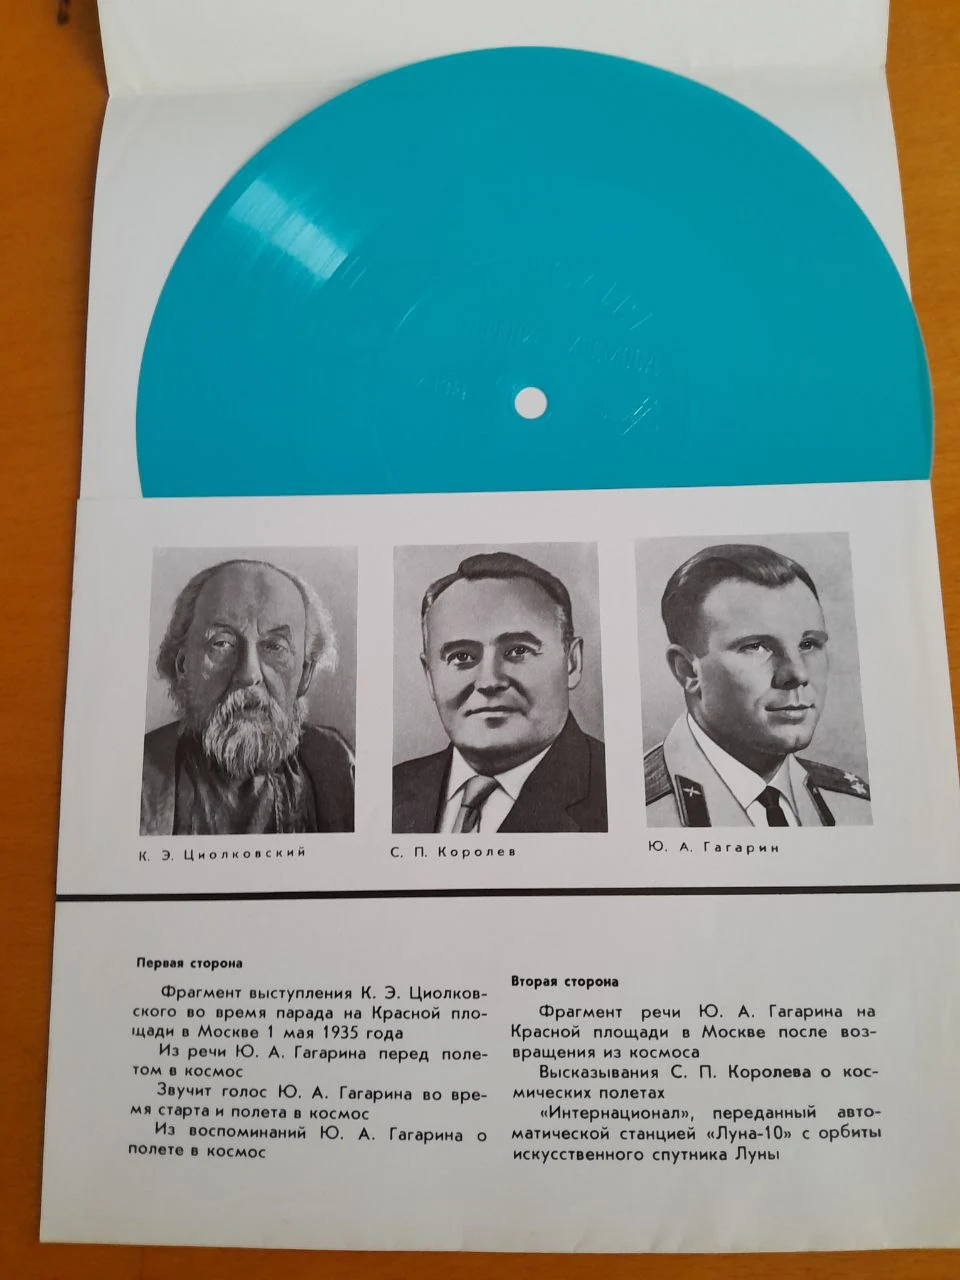 К. Э. Циолковский
С. П. Королев
Ю. А. Гагарин
Первая сторона
Фрагмент выступления К. Э. Циолков-
ского во время парада на Красной пло-
щади в Москве 1 мая 1935 года
Из речи Ю. А. Гагарина перед поле-
том в космос
Звучит голос Ю. А. Гагарина во вре-
мя старта и полета в космос
Из воспоминаний Ю. А. Гагарина о
полете в космос
Вторая сторона
Фрагмент речи Ю. А. Гагарина на
Красной площади в Москве после воз-
вращения из космоса
Высказывания С. П. Королева о кос-
мических полетах
«Интернационал», переданный авто-
матической станцией «Луна-10» с орбиты
искусственного спутника Луны